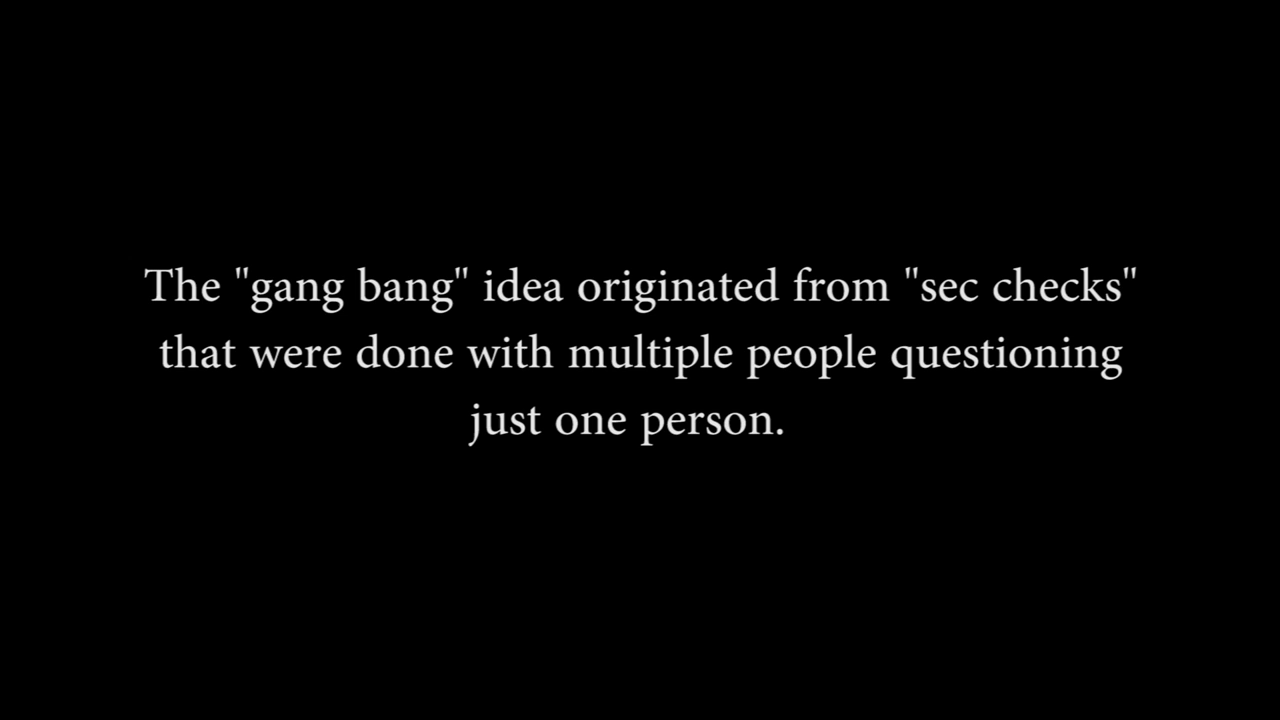 The "gang bang" idea originated from "sec checks"
that were done with multiple people questioning
just one person.